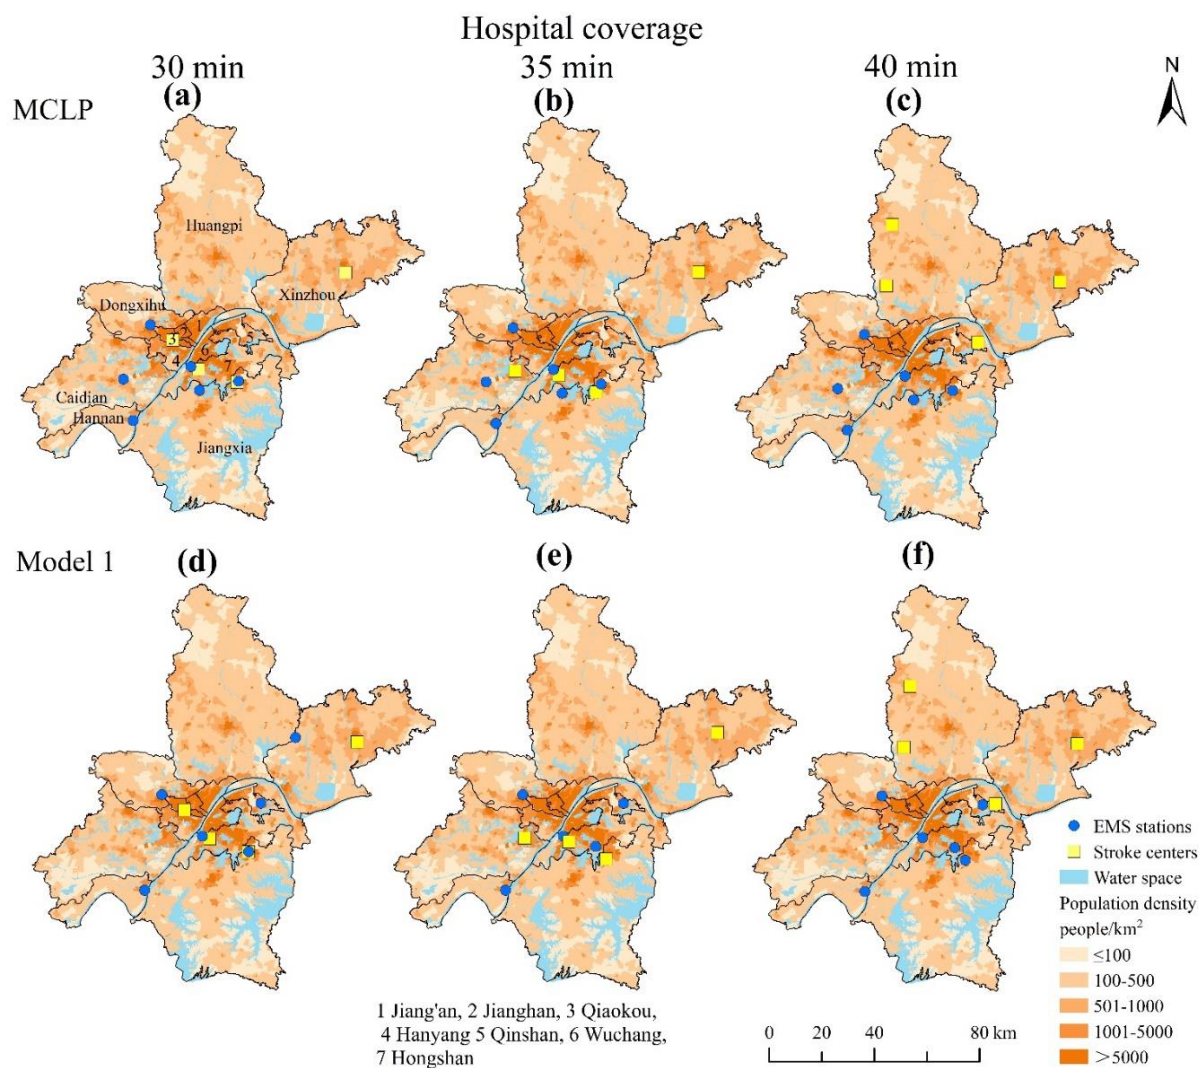 Hospital coverage
30 min
35 min
40 min
(a)
(b)
(c)
N
MCLP
Huangpi
Xinzhou
Dongxihu
2
3
4
6
7
Caidian
Hannan
Jiangxia
Model 1
(d)
(e)
(f)
EMS stations
Stroke centers
Water space
Population density
people/km²
≤100
100-500
501-1000
1001-5000
>5000
1 Jiang'an, 2 Jianghan, 3 Qiaokou,
4 Hanyang 5 Qinshan, 6 Wuchang,
7 Hongshan
0 20 40 80 km